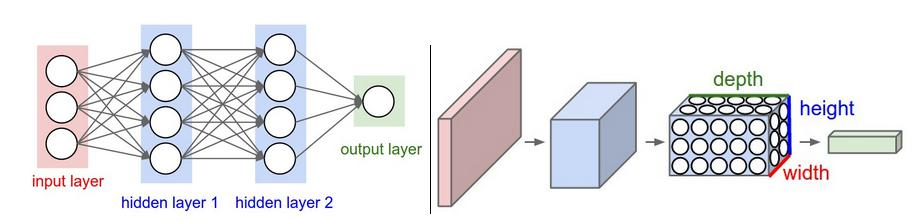 input layer
hidden layer 1
hidden layer 2
output layer
depth
height
width